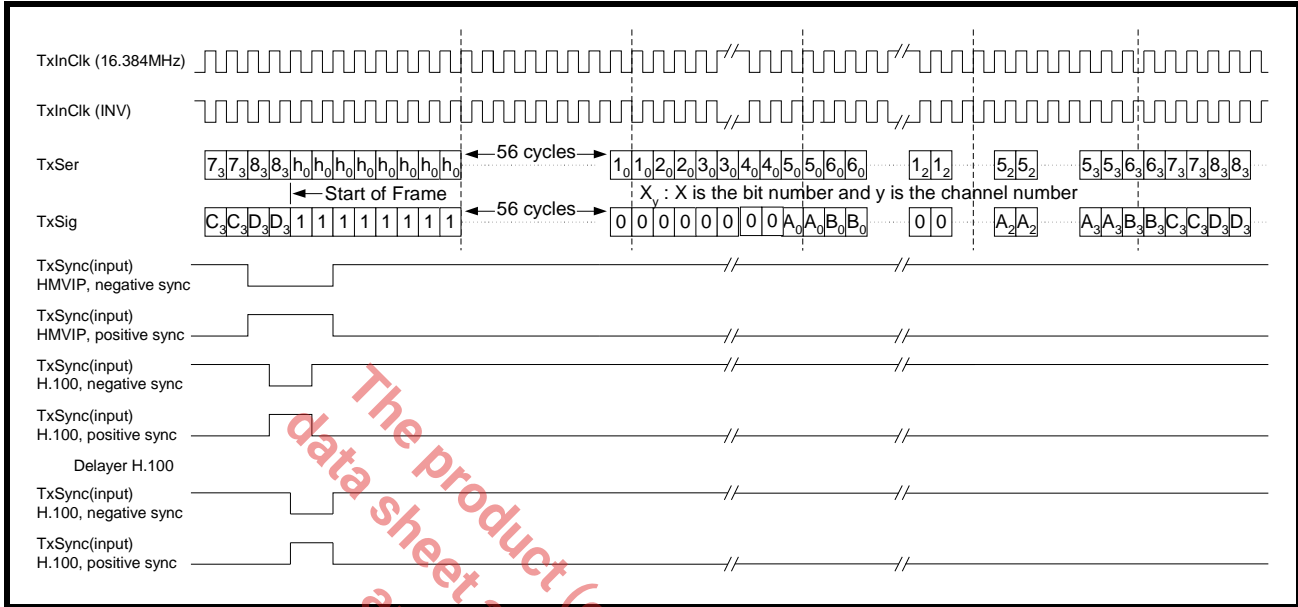 TxInClk (16.384MHz)
TxInClk (INV)
TxSer 7₃ 7₃ 8₃ 8₃ h₀ h₀ h₀ h₀ h₀ h₀ h₀ h₀ 56 cycles 1₀ 1₀ 2₀ 2₀ 3₀ 3₀ 4₀ 4₀ 5₀ 5₀ 6₀ 6₀ 1₂ 1₂ 5₂ 5₂ 5₃ 5₃ 6₃ 6₃ 7₃ 7₃ 8₃ 8₃
Start of Frame Xy : X is the bit number and y is the channel number
TxSig C₃ C₃ D₃ D₃ 1 1 1 1 1 1 1 1 56 cycles 0 0 0 0 0 0 0 0 A₀ A₀ B₀ B₀ 0 0 A₂ A₂ A₃ A₃ B₃ B₃ C₃ C₃ D₃ D₃
TxSync(input)
HMVIP, negative sync
TxSync(input)
HMVIP, positive sync
TxSync(input)
H.100, negative sync
TxSync(input)
H.100, positive sync
Delayer H.100
TxSync(input)
H.100, negative sync
TxSync(input)
H.100, positive sync
The product (
data sheet a
a